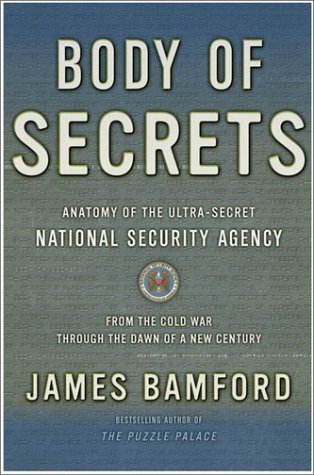 BODY OF
SECRETS
ANATOMY OF THE ULTRA-SECRET
NATIONAL SECURITY AGENCY
FROM THE COLD WAR
THROUGH THE DAWN OF A NEW CENTURY
JAMES BAMFORD
BESTSELLING AUTHOR OF
THE PUZZLE PALACE